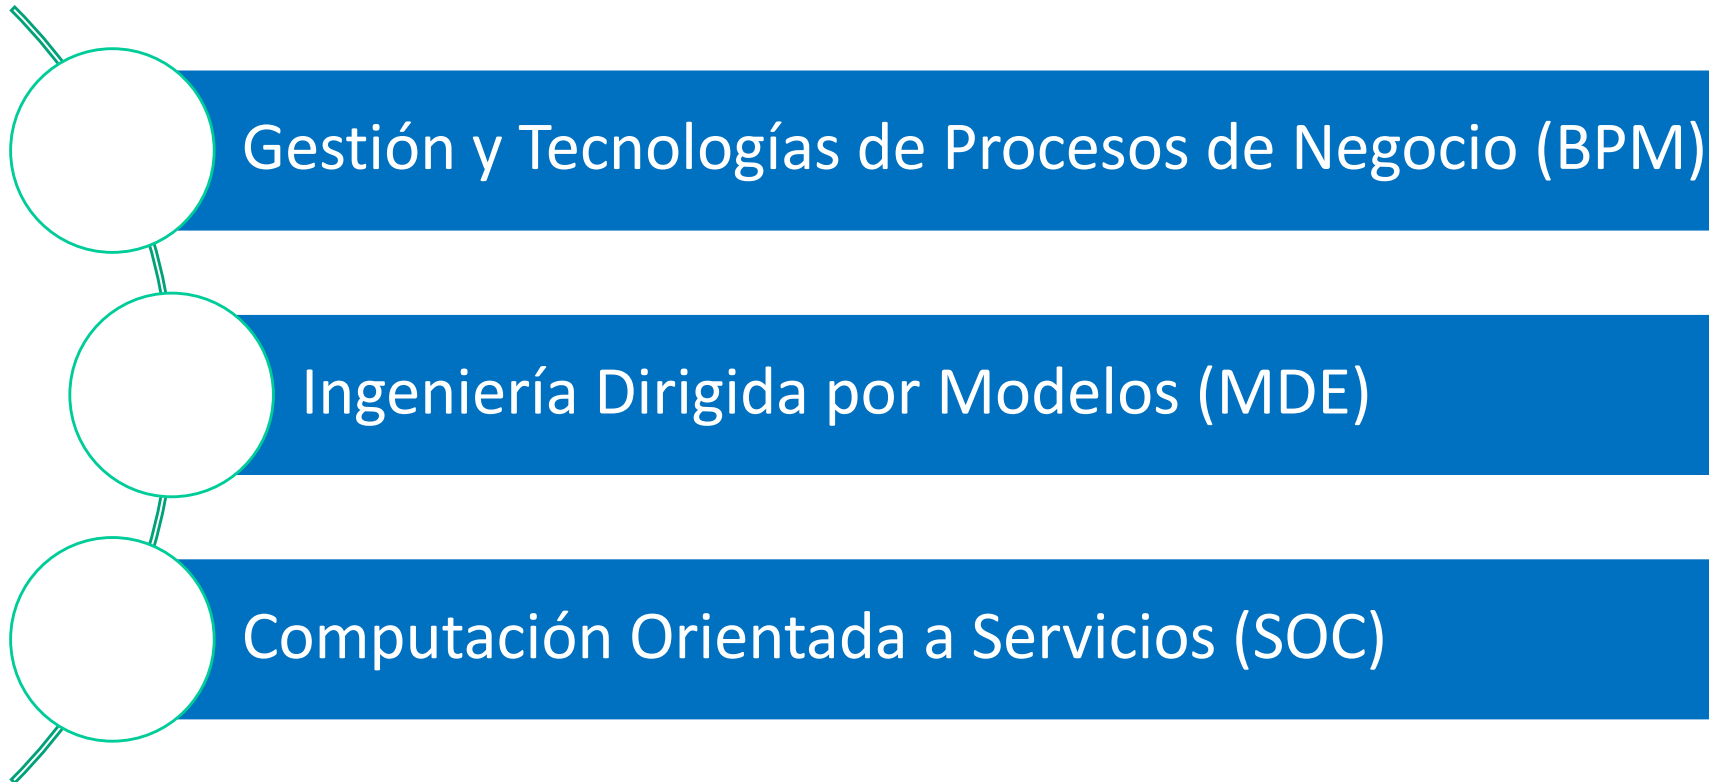 Gestión y Tecnologías de Procesos de Negocio (BPM)
Ingeniería Dirigida por Modelos (MDE)
Computación Orientada a Servicios (SOC)